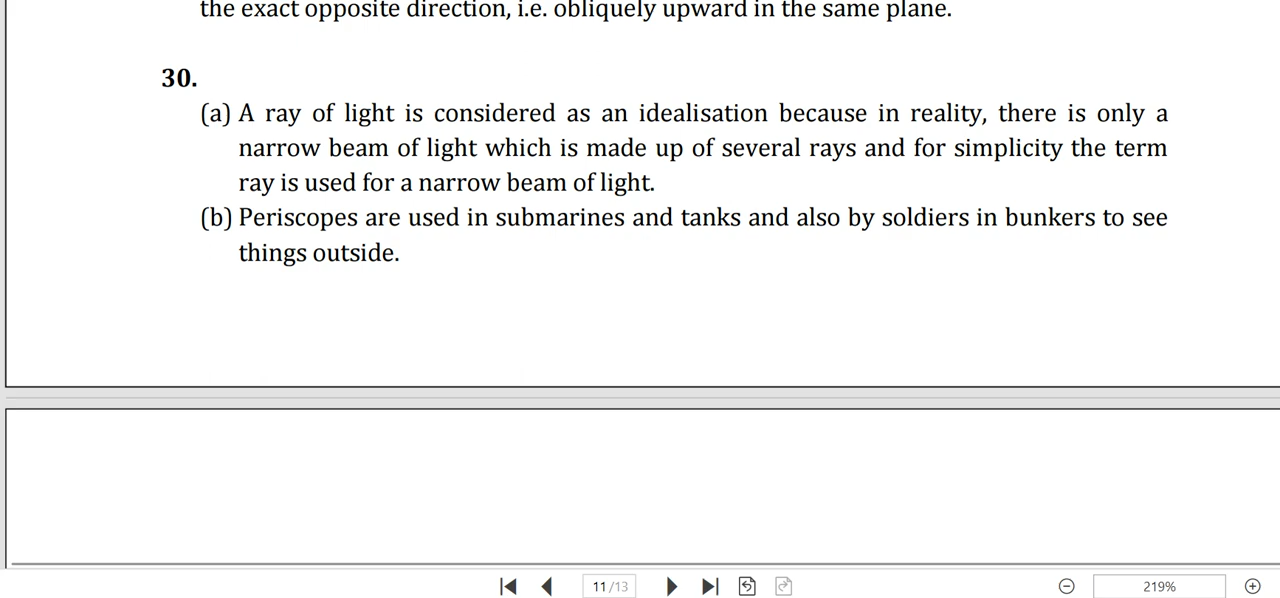 the exact opposite direction, i.e. obliquely upward in the same plane.
30.
(a) A ray of light is considered as an idealisation because in reality, there is only a
narrow beam of light which is made up of several rays and for simplicity the term
ray is used for a narrow beam of light.
(b) Periscopes are used in submarines and tanks and also by soldiers in bunkers to see
things outside.
11/13
219%